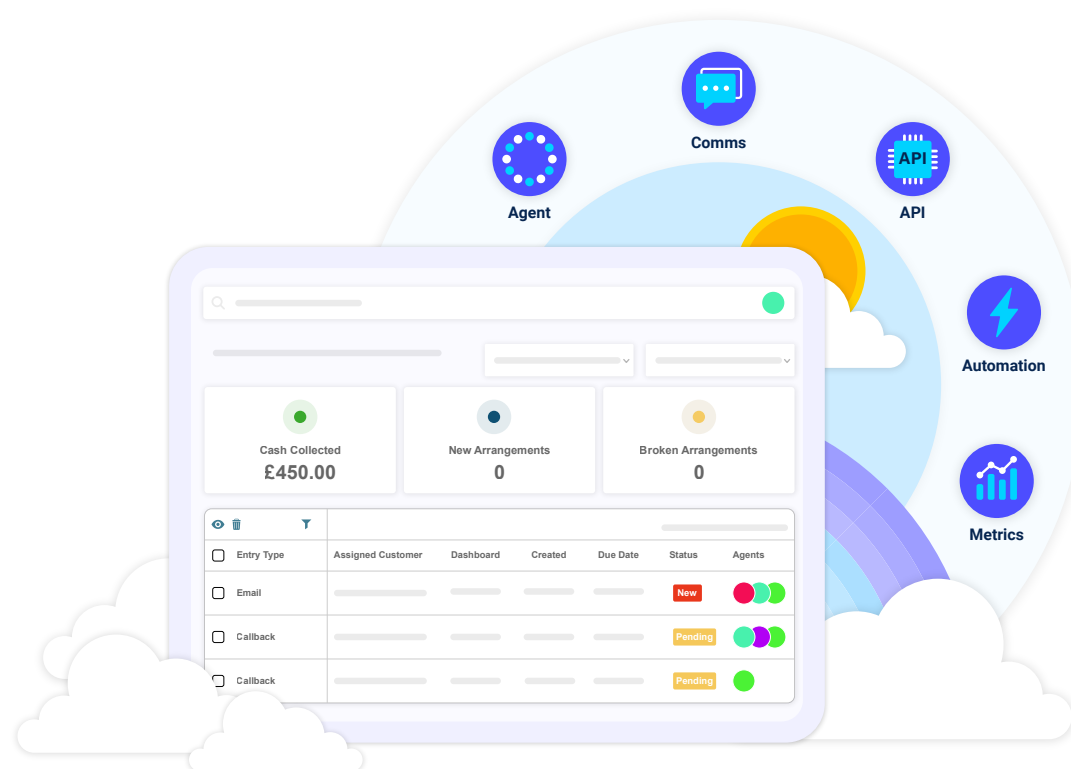 Comms
Agent
API
API
Automation
Metrics
Cash Collected
£450.00
New Arrangements
0
Broken Arrangements
0
Entry Type Assigned Customer Dashboard Created Due Date Status Agents
Email New
Callback Pending
Callback Pending